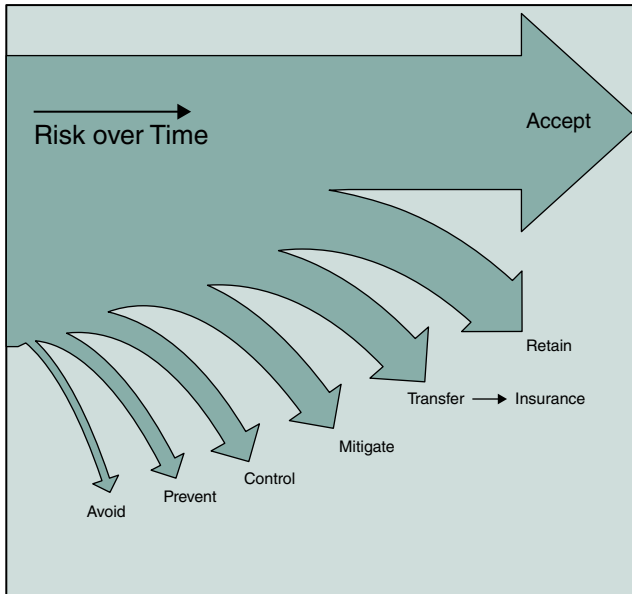 Risk over Time
Accept
Retain
Transfer
Insurance
Mitigate
Control
Prevent
Avoid